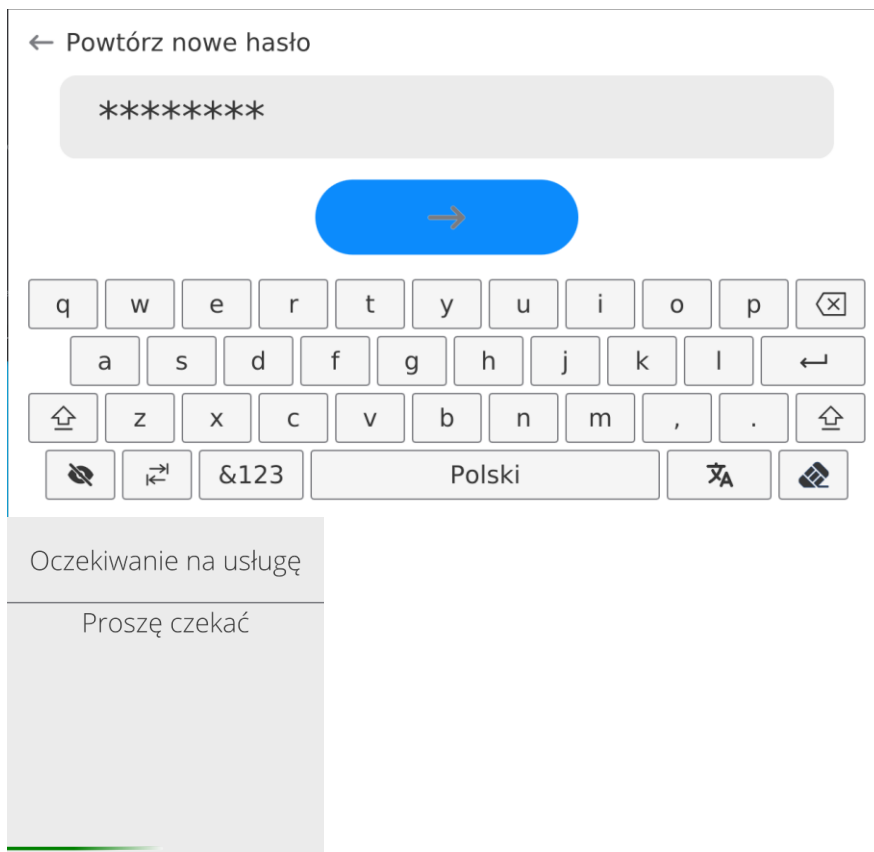 ← Powtórz nowe hasło
********
→
q w e r t y u i o p
a s d f g h j k l
z x c v b n m , .
&123 Polski
Oczekiwanie na usługę
Proszę czekać